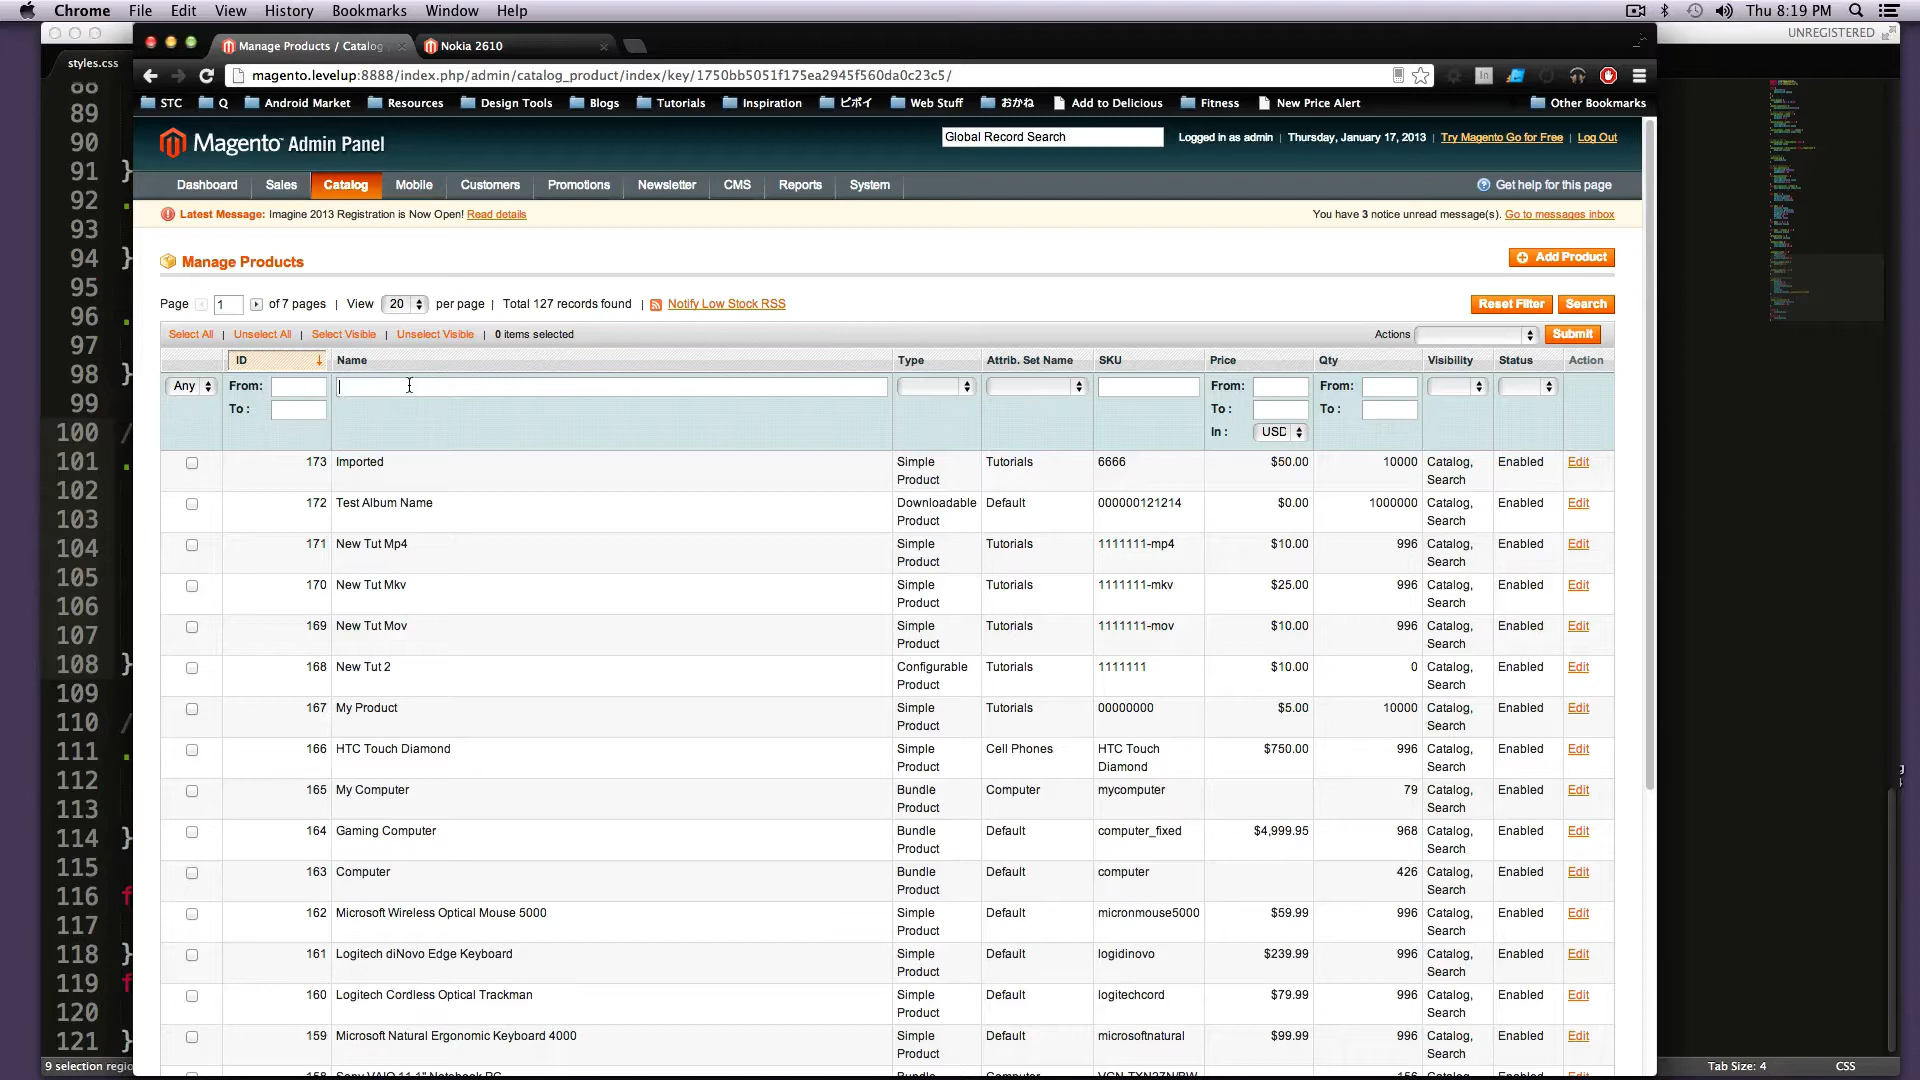 Chrome File Edit View History Bookmarks Window Help Thu 8:19 PM
UNREGISTERED
styles.css
Manage Products / Catalog
Nokia 2610
magento.levelup:8888/index.php/admin/catalog_product/index/key/1750bb5051f175ea2945f560da0c23c5/
STC Q Android Market Resources Design Tools Blogs Tutorials Inspiration ピボイ Web Stuff おかね Add to Delicious Fitness New Price Alert Other Bookmarks
Magento Admin Panel
Global Record Search
Logged in as admin | Thursday, January 17, 2013 | Try Magento Go for Free | Log Out
Dashboard Sales Catalog Mobile Customers Promotions Newsletter CMS Reports System Get help for this page
Latest Message: Imagine 2013 Registration is Now Open! Read details You have 3 notice unread message(s). Go to messages inbox
Manage Products Add Product
Page 1 of 7 pages | View 20 per page | Total 127 records found | Notify Low Stock RSS Reset Filter Search
Select All | Unselect All | Select Visible | Unselect Visible | 0 items selected Actions Submit
ID Name Type Attrib. Set Name SKU Price Qty Visibility Status Action
Any From: From: From:
To : To : To :
In : USD
173 Imported Simple Product Tutorials 6666 $50.00 10000 Catalog, Search Enabled Edit
172 Test Album Name Downloadable Product Default 000000121214 $0.00 1000000 Catalog, Search Enabled Edit
171 New Tut Mp4 Simple Product Tutorials 1111111-mp4 $10.00 996 Catalog, Search Enabled Edit
170 New Tut Mkv Simple Product Tutorials 1111111-mkv $25.00 996 Catalog, Search Enabled Edit
169 New Tut Mov Simple Product Tutorials 1111111-mov $10.00 996 Catalog, Search Enabled Edit
168 New Tut 2 Configurable Product Tutorials 1111111 $10.00 0 Catalog, Search Enabled Edit
167 My Product Simple Product Tutorials 00000000 $5.00 10000 Catalog, Search Enabled Edit
166 HTC Touch Diamond Simple Product Cell Phones HTC Touch Diamond $750.00 996 Catalog, Search Enabled Edit
165 My Computer Bundle Product Computer mycomputer 79 Catalog, Search Enabled Edit
164 Gaming Computer Bundle Product Default computer_fixed $4,999.95 968 Catalog, Search Enabled Edit
163 Computer Bundle Product Default computer 426 Catalog, Search Enabled Edit
162 Microsoft Wireless Optical Mouse 5000 Simple Product Default micronmouse5000 $59.99 996 Catalog, Search Enabled Edit
161 Logitech diNovo Edge Keyboard Simple Product Default logidinovo $239.99 996 Catalog, Search Enabled Edit
160 Logitech Cordless Optical Trackman Simple Product Default logitechcord $79.99 996 Catalog, Search Enabled Edit
159 Microsoft Natural Ergonomic Keyboard 4000 Simple Product Default microsoftnatural $99.99 996 Catalog, Search Enabled Edit
88
89
90
91 }
92 .
93
94 }
95
96 .
97
98 }
99
100 /
101 .
102
103
104
105
106
107
108 }
109
110 /
111 .
112
113
114 }
115
116 f
117
118 }
119 f
120
121 }
9 selection regio
Tab Size: 4 CSS